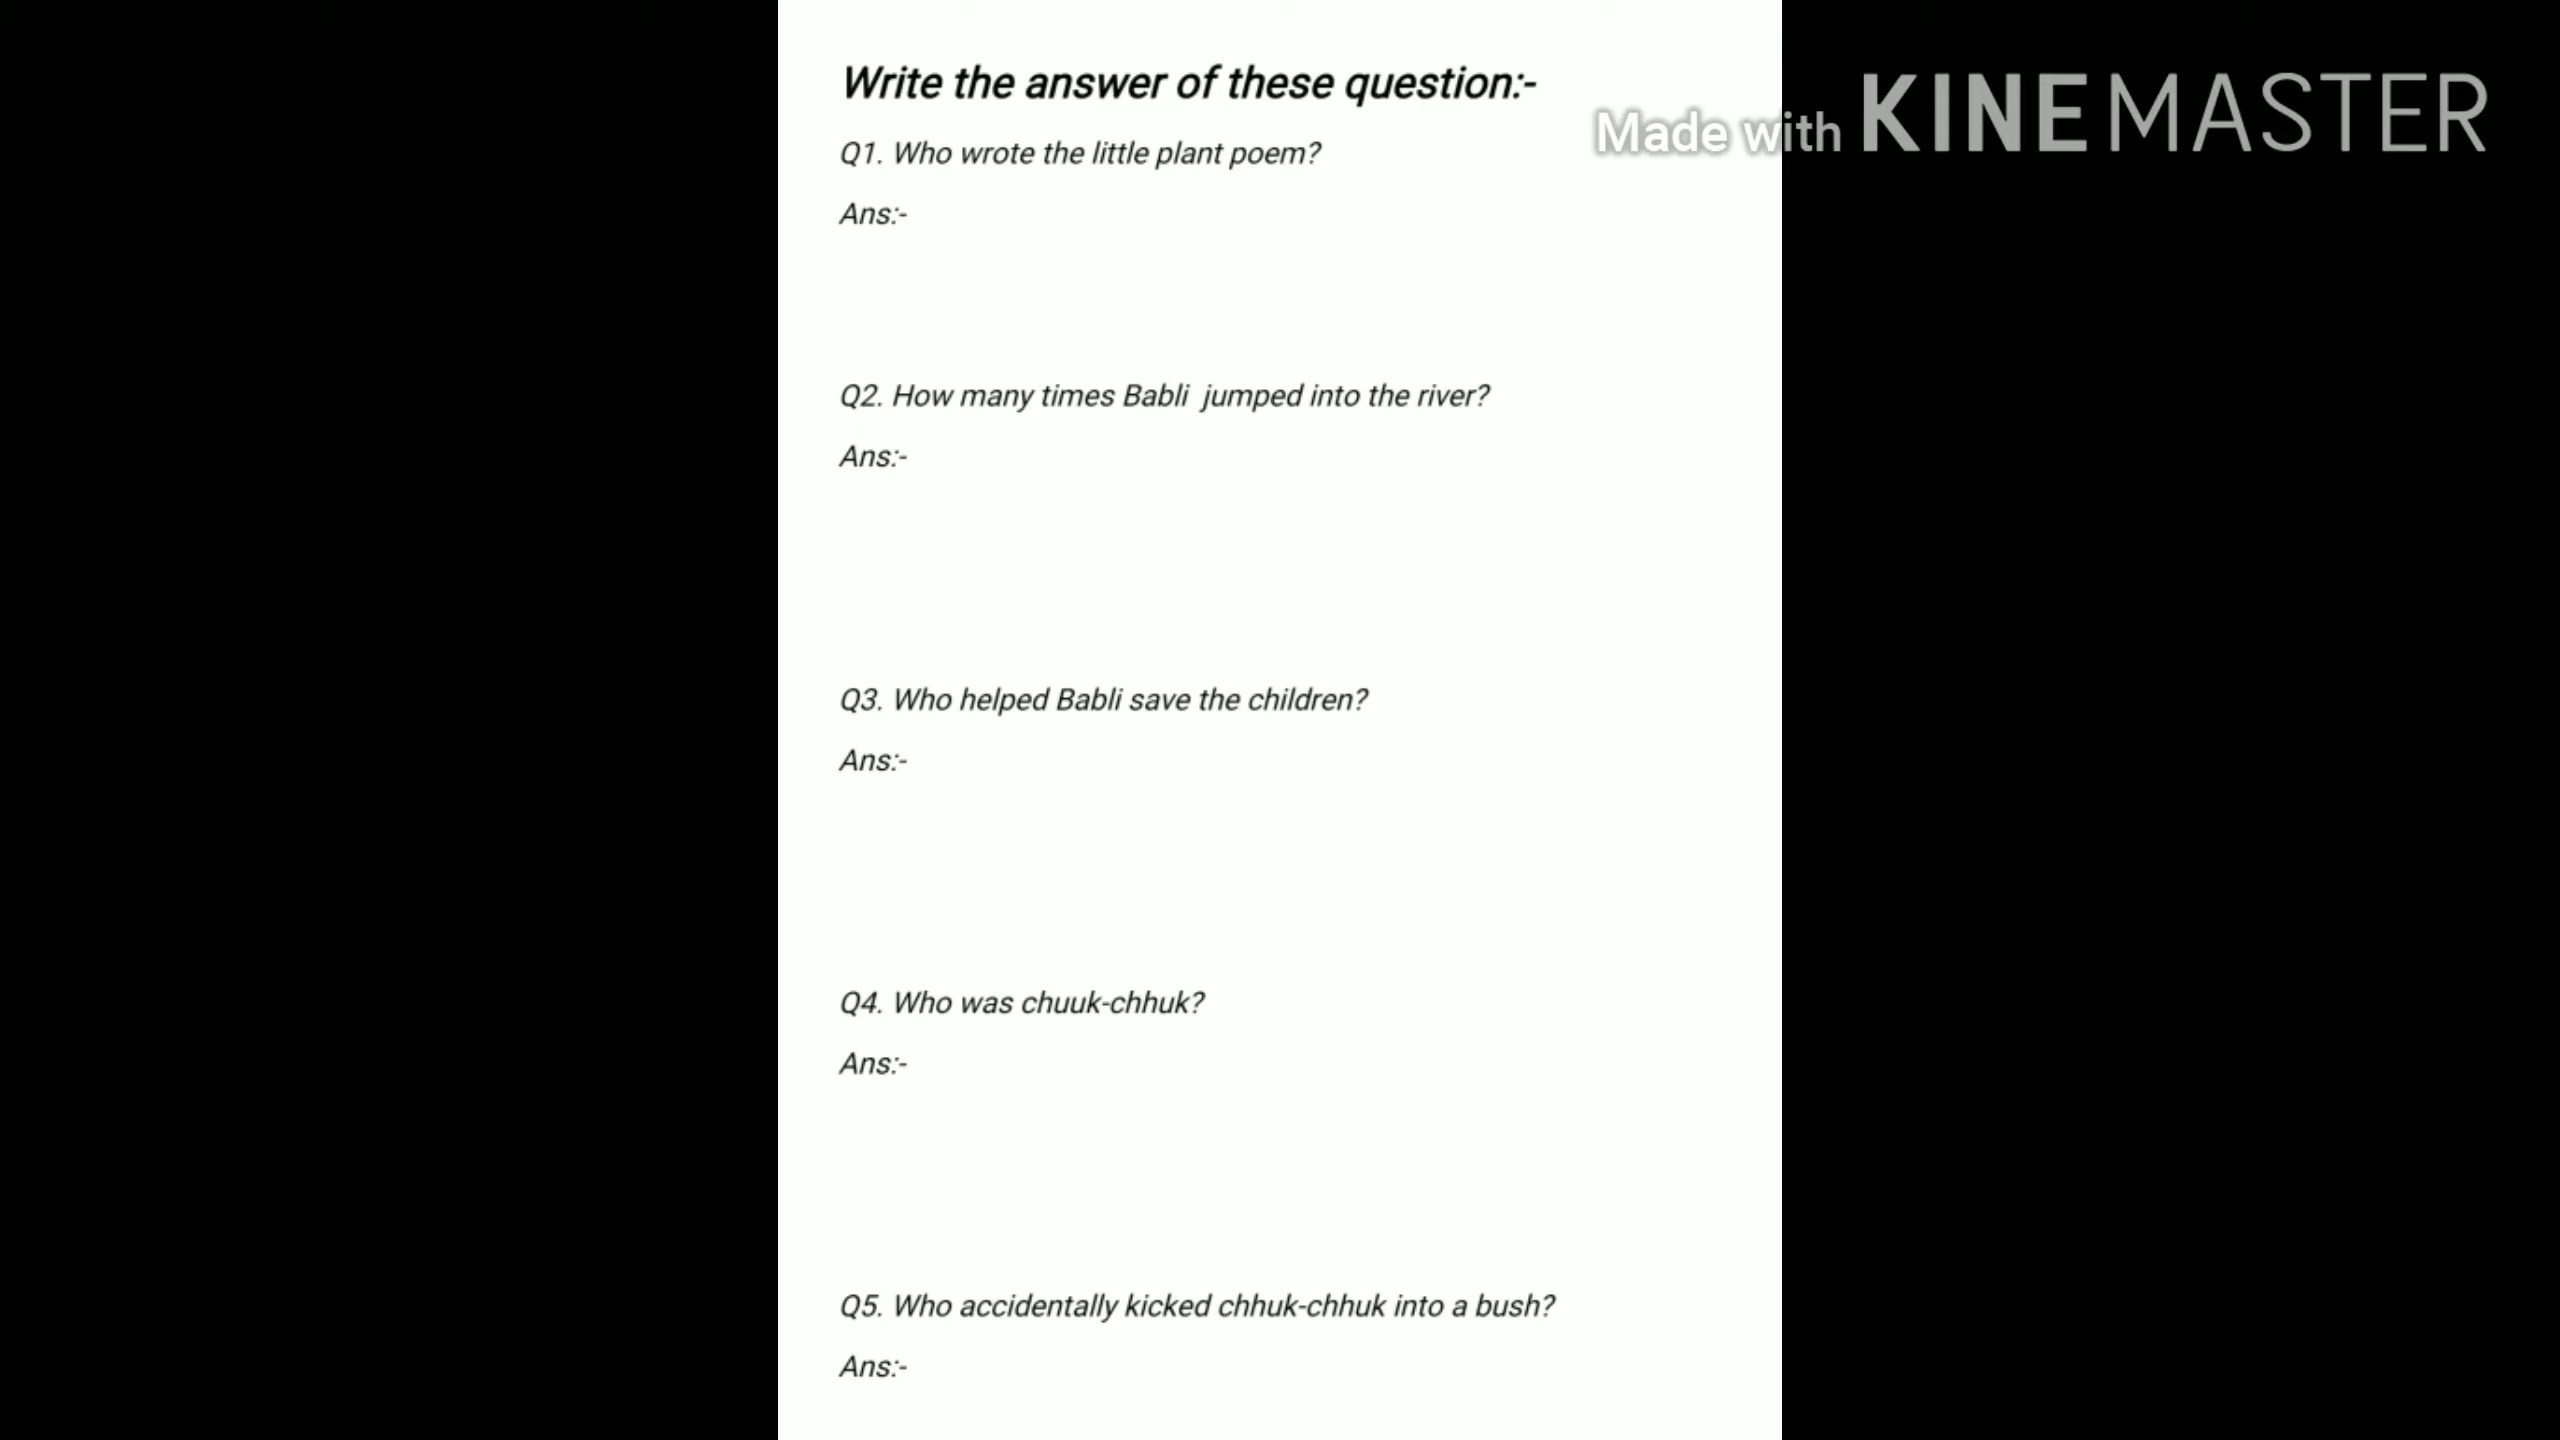 Write the answer of these question:-
Made with KINEMASTER
Q1. Who wrote the little plant poem?
Ans:-
Q2. How many times Babli jumped into the river?
Ans:-
Q3. Who helped Babli save the children?
Ans:-
Q4. Who was chuuk-chhuk?
Ans:-
Q5. Who accidentally kicked chhuk-chhuk into a bush?
Ans:-